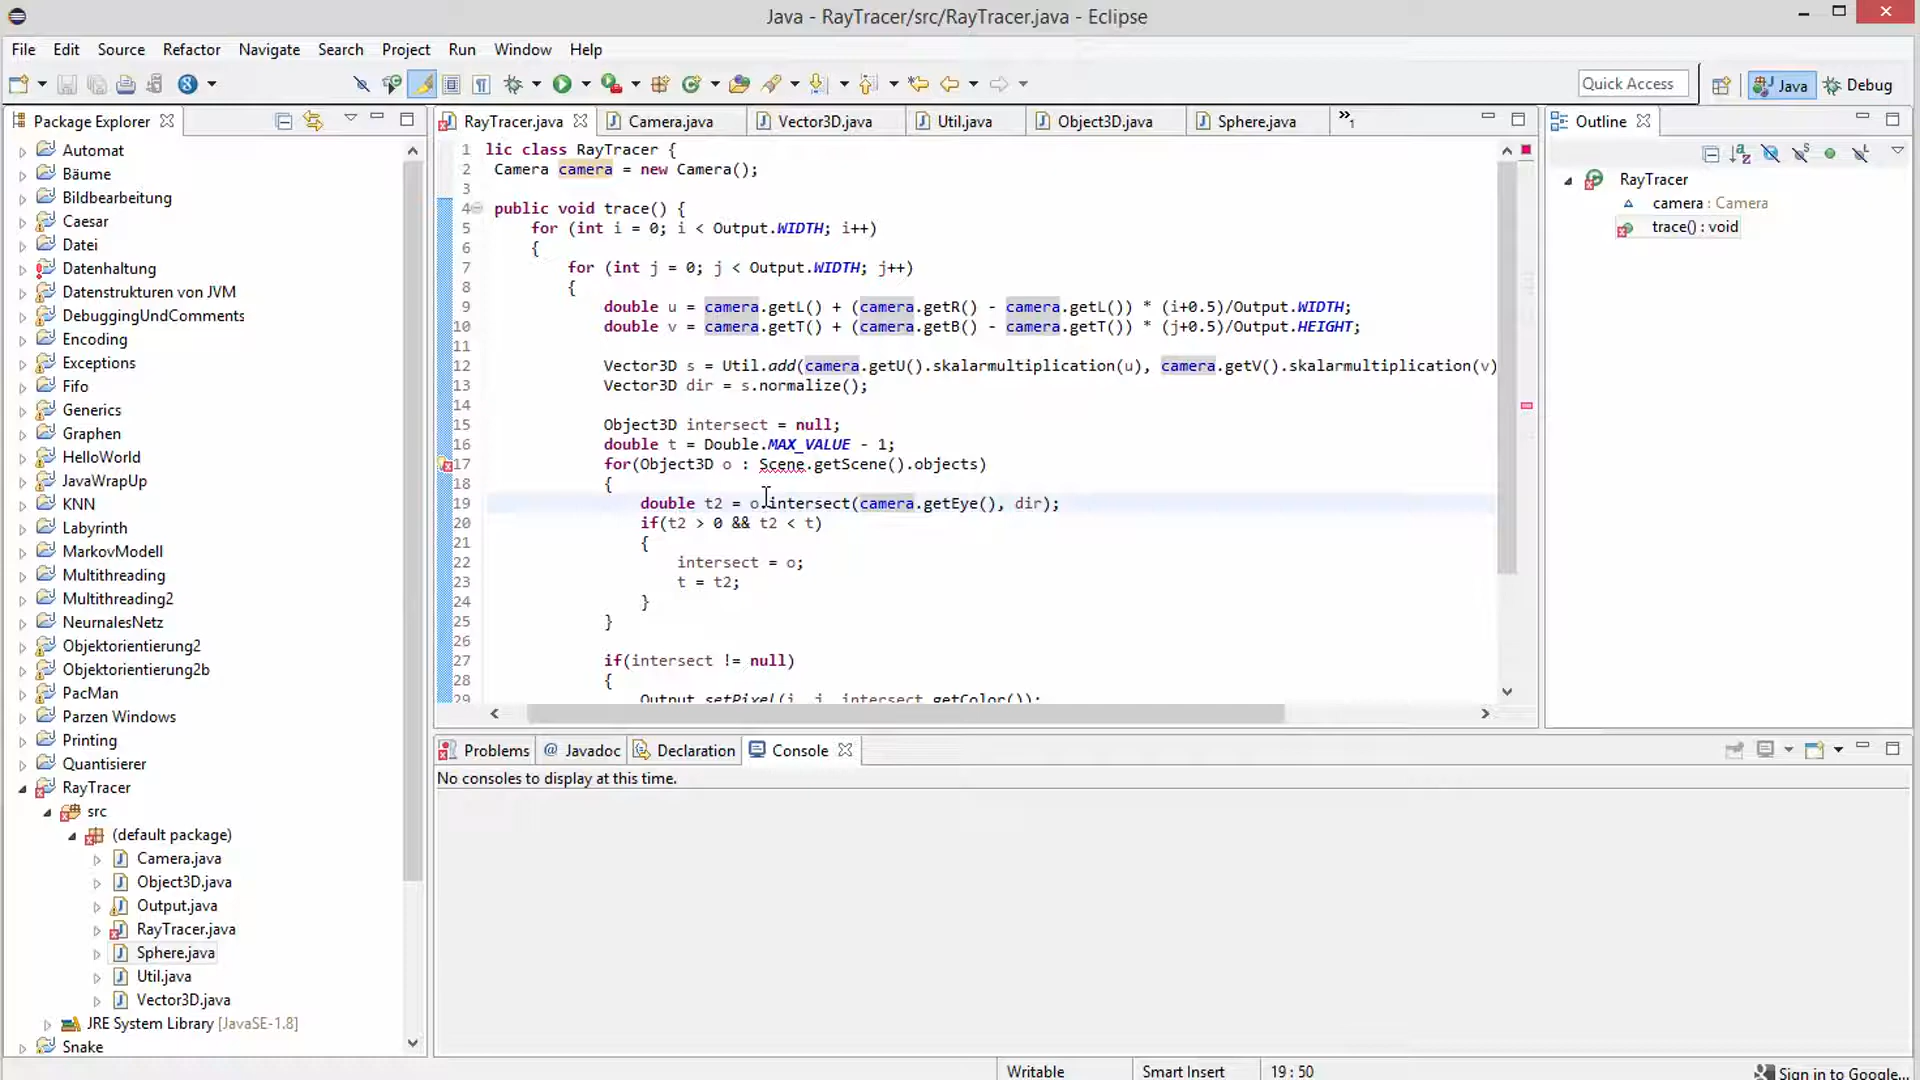 Java - RayTracer/src/RayTracer.java - Eclipse
File Edit Source Refactor Navigate Search Project Run Window Help
Quick Access
Java
Debug
Package Explorer
Automat
Bäume
Bildbearbeitung
Caesar
Datei
Datenhaltung
Datenstrukturen von JVM
DebuggingUndComments
Encoding
Exceptions
Fifo
Generics
Graphen
HelloWorld
JavaWrapUp
KNN
Labyrinth
MarkovModell
Multithreading
Multithreading2
NeurnalesNetz
Objektorientierung2
Objektorientierung2b
PacMan
Parzen Windows
Printing
Quantisierer
RayTracer
src
(default package)
Camera.java
Object3D.java
Output.java
RayTracer.java
Sphere.java
Util.java
Vector3D.java
JRE System Library [JavaSE-1.8]
Snake
RayTracer.java Camera.java Vector3D.java Util.java Object3D.java Sphere.java »1
1 lic class RayTracer {
2 Camera camera = new Camera();
3
4 public void trace() {
5 for (int i = 0; i < Output.WIDTH; i++)
6 {
7 for (int j = 0; j < Output.WIDTH; j++)
8 {
9 double u = camera.getL() + (camera.getR() - camera.getL()) * (i+0.5)/Output.WIDTH;
10 double v = camera.getT() + (camera.getB() - camera.getT()) * (j+0.5)/Output.HEIGHT;
11
12 Vector3D s = Util.add(camera.getU().skalarmultiplication(u), camera.getV().skalarmultiplication(v)
13 Vector3D dir = s.normalize();
14
15 Object3D intersect = null;
16 double t = Double.MAX_VALUE - 1;
17 for(Object3D o : Scene.getScene().objects)
18 {
19 double t2 = o.intersect(camera.getEye(), dir);
20 if(t2 > 0 && t2 < t)
21 {
22 intersect = o;
23 t = t2;
24 }
25 }
26
27 if(intersect != null)
28 {
29 Output.setPixel(i, j, intersect.getColor());
Outline
RayTracer
camera : Camera
trace() : void
Problems @ Javadoc Declaration Console
No consoles to display at this time.
Writable
Smart Insert
19 : 50
Sign in to Google...